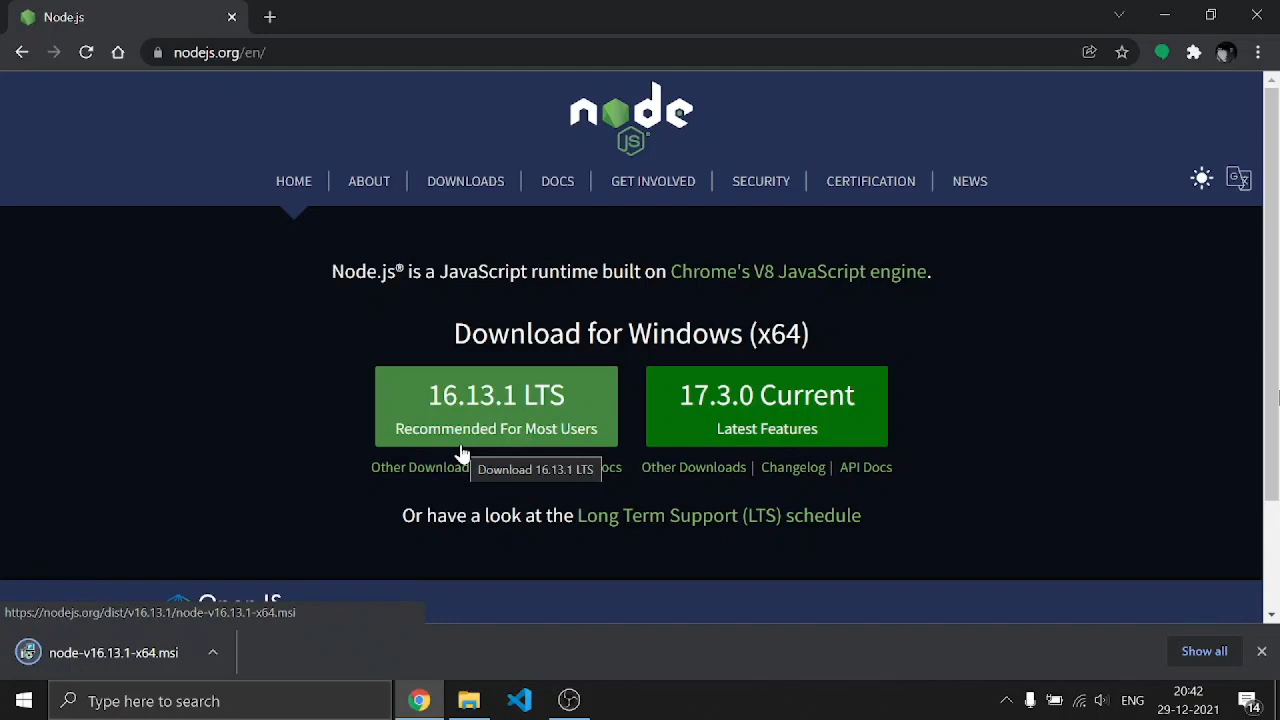 Node.js
nodejs.org/en/
node
JS
HOME ABOUT DOWNLOADS DOCS GET INVOLVED SECURITY CERTIFICATION NEWS
Node.js® is a JavaScript runtime built on Chrome's V8 JavaScript engine.
Download for Windows (x64)
16.13.1 LTS
Recommended For Most Users
17.3.0 Current
Latest Features
Other Download
Download 16.13.1 LTS
ocs
Other Downloads | Changelog | API Docs
Or have a look at the Long Term Support (LTS) schedule
https://nodejs.org/dist/v16.13.1/node-v16.13.1-x64.msi
node-v16.13.1-x64.msi
Show all
Type here to search
ENG
20:42
29-12-2021
14